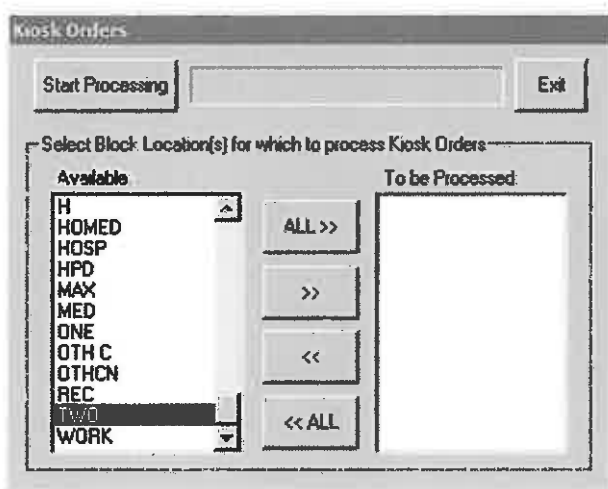 Kiosk Orders
Start Processing
Exit
Select Block Location(s) for which to process Kiosk Orders
Available
To be Processed
H
HOMED
HOSP
HPD
MAX
MED
ONE
OTH C
OTHCN
REC
TWO
WORK
ALL >>
>>
<<
<< ALL